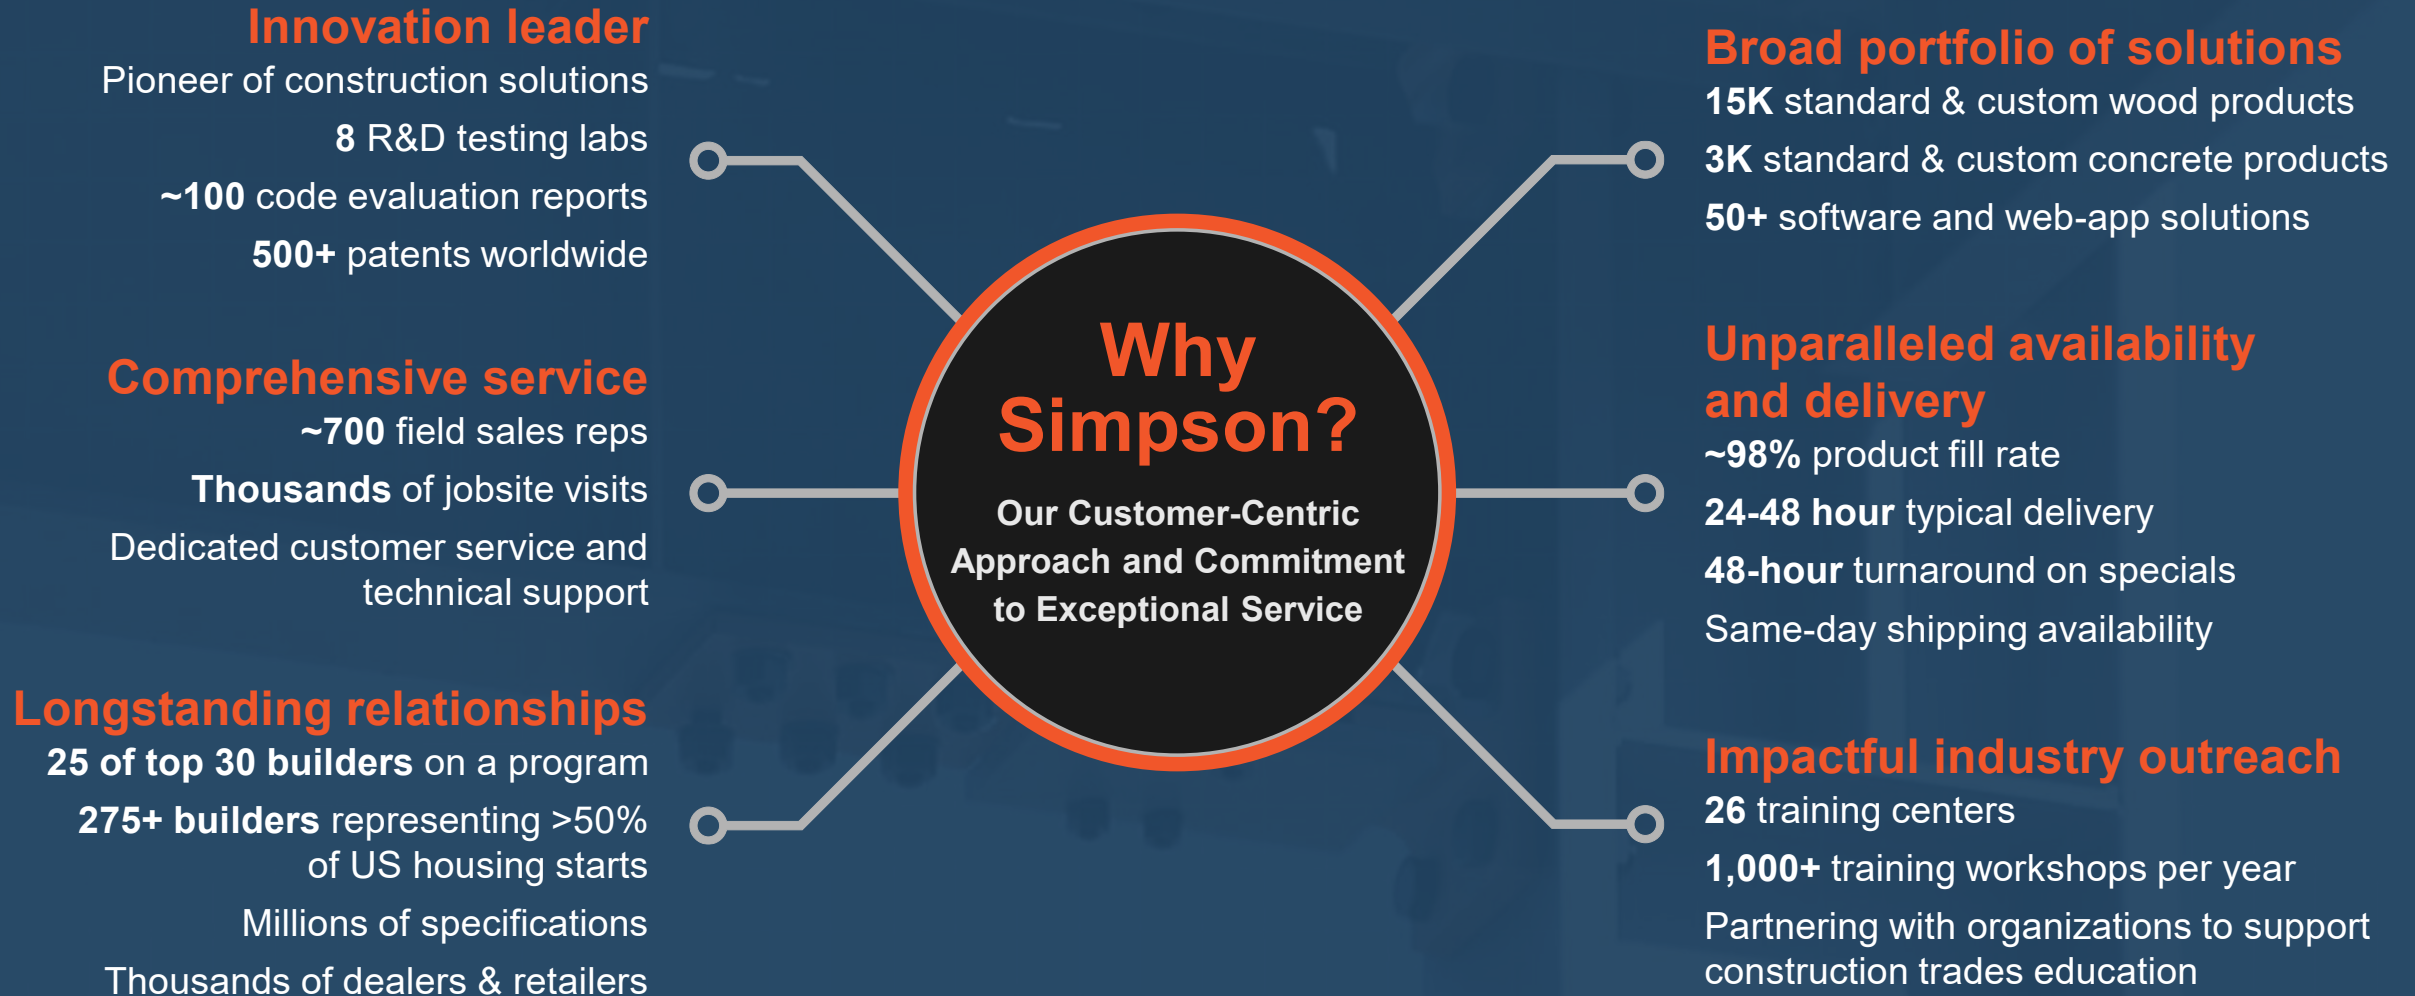 Innovation leader
Pioneer of construction solutions
8 R&D testing labs
~100 code evaluation reports
500+ patents worldwide
Comprehensive service
~700 field sales reps
Thousands of jobsite visits
Dedicated customer service and
technical support
Longstanding relationships
25 of top 30 builders on a program
275+ builders representing >50%
of US housing starts
Millions of specifications
Thousands of dealers & retailers
Why
Simpson?
Our Customer-Centric
Approach and Commitment
to Exceptional Service
Broad portfolio of solutions
15K standard & custom wood products
3K standard & custom concrete products
50+ software and web-app solutions
Unparalleled availability
and delivery
~98% product fill rate
24-48 hour typical delivery
48-hour turnaround on specials
Same-day shipping availability
Impactful industry outreach
26 training centers
1,000+ training workshops per year
Partnering with organizations to support
construction trades education